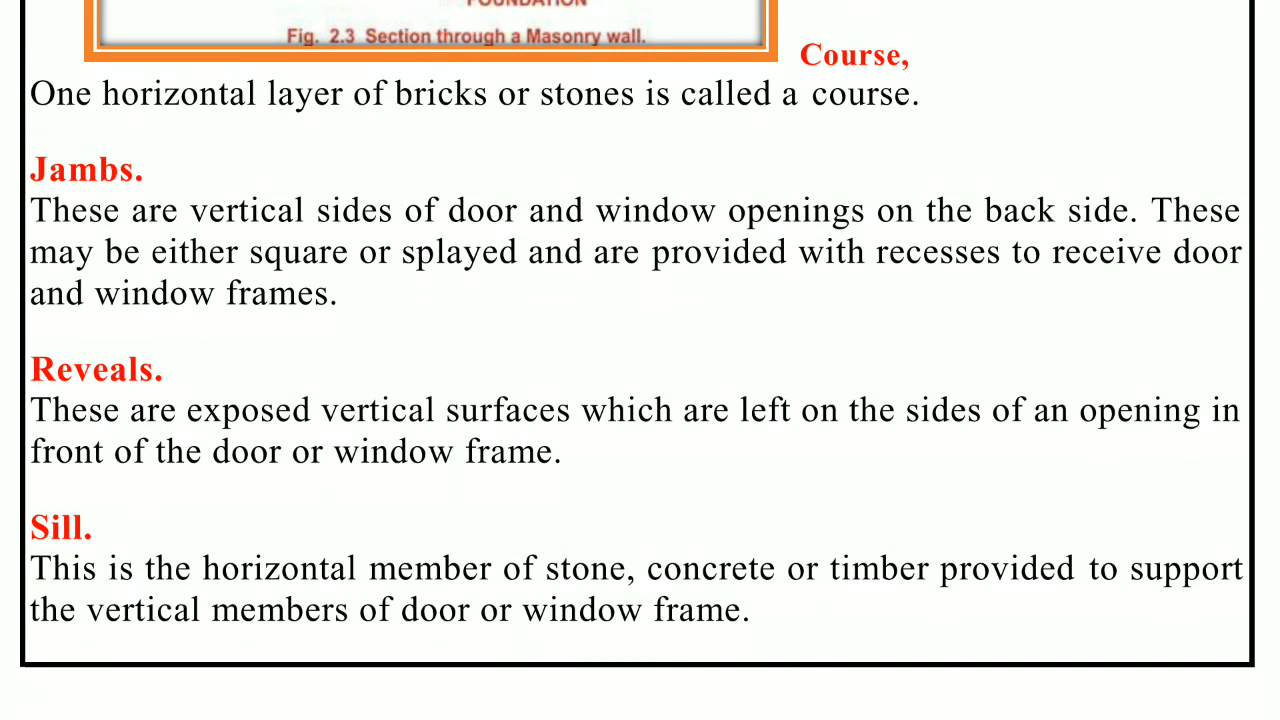 FOUNDATION
Fig. 2.3 Section through a Masonry wall.
Course,
One horizontal layer of bricks or stones is called a course.
Jambs.
These are vertical sides of door and window openings on the back side. These
may be either square or splayed and are provided with recesses to receive door
and window frames.
Reveals.
These are exposed vertical surfaces which are left on the sides of an opening in
front of the door or window frame.
Sill.
This is the horizontal member of stone, concrete or timber provided to support
the vertical members of door or window frame.